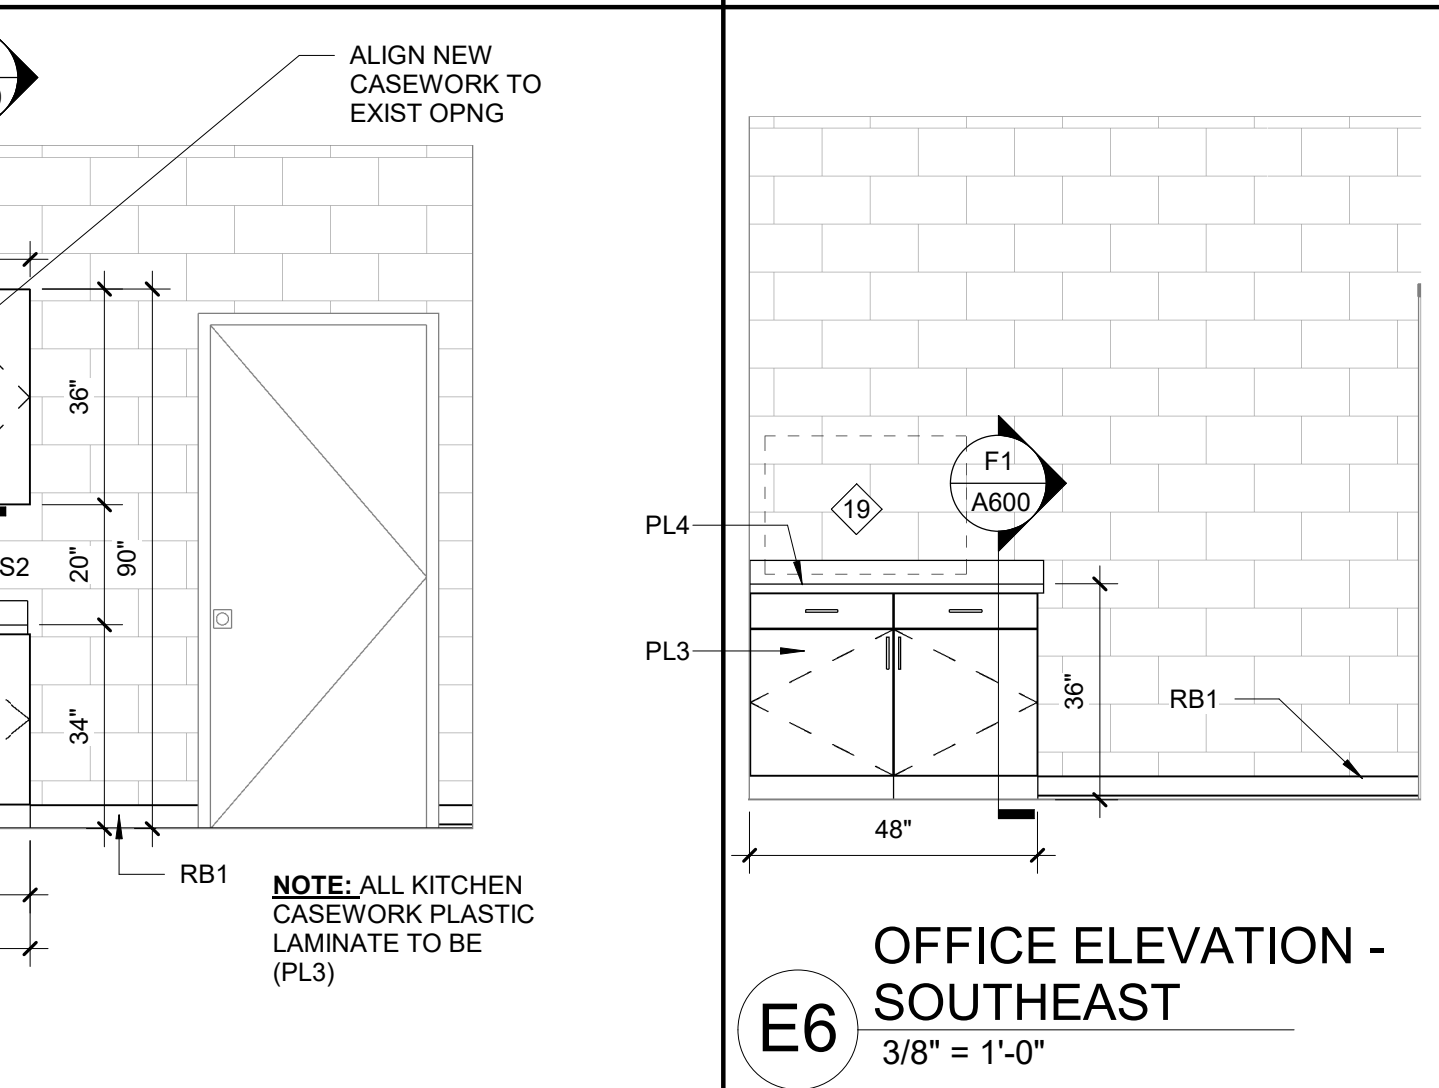 ALIGN NEW
CASEWORK TO
EXIST OPNG
36"
20"
90"
S2
34"
RB1
NOTE: ALL KITCHEN
CASEWORK PLASTIC
LAMINATE TO BE
(PL3)
F1
A600
19
PL4
PL3
36"
RB1
48"
OFFICE ELEVATION -
SOUTHEAST
E6
3/8" = 1'-0"